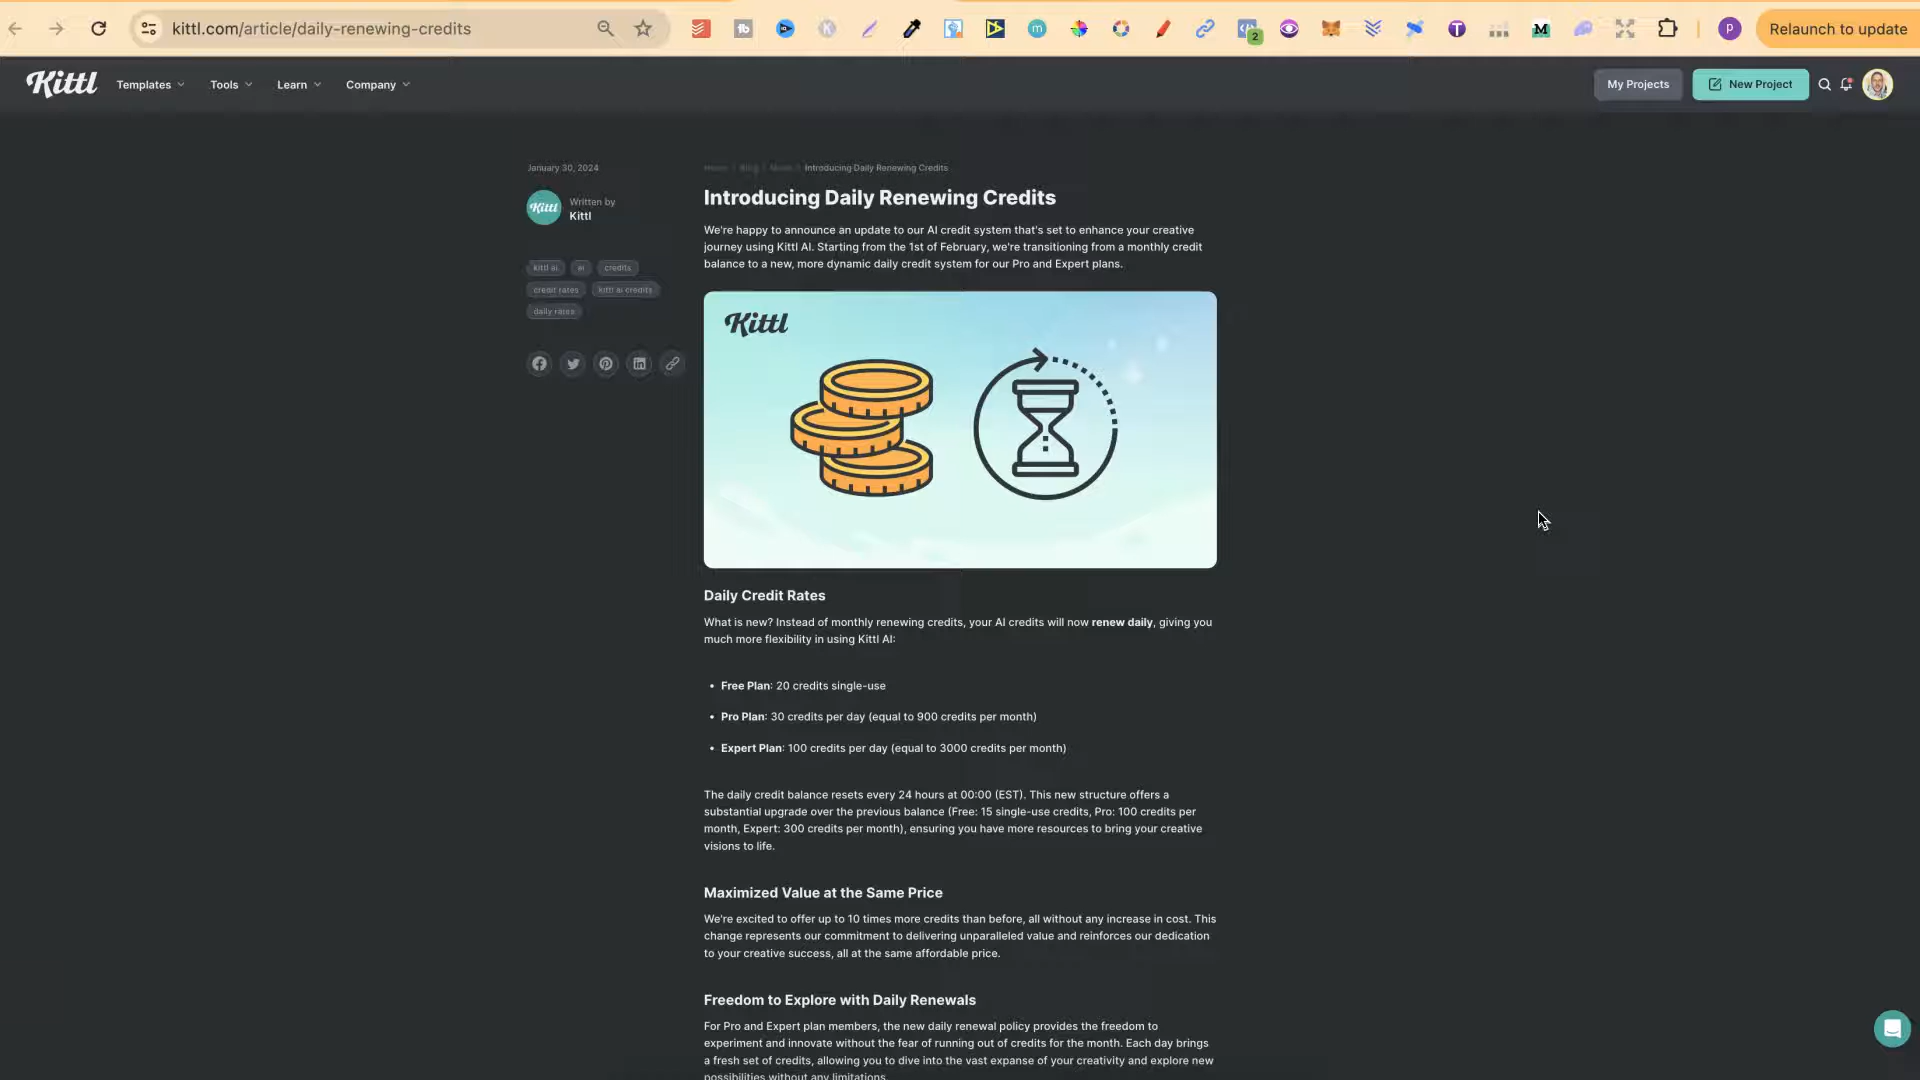 kittl.com/article/daily-renewing-credits
2
p
Relaunch to update
Kittl
Templates
Tools
Learn
Company
My Projects
New Project
January 30, 2024
Home / Blog / News / Introducing Daily Renewing Credits
Kittl
Written by
Kittl
kittl ai
ai
credits
credit rates
kittl ai credits
daily rates
Introducing Daily Renewing Credits
We're happy to announce an update to our AI credit system that's set to enhance your creative
journey using Kittl AI. Starting from the 1st of February, we're transitioning from a monthly credit
balance to a new, more dynamic daily credit system for our Pro and Expert plans.
Kittl
Daily Credit Rates
What is new? Instead of monthly renewing credits, your AI credits will now renew daily, giving you
much more flexibility in using Kittl AI:
• Free Plan: 20 credits single-use
• Pro Plan: 30 credits per day (equal to 900 credits per month)
• Expert Plan: 100 credits per day (equal to 3000 credits per month)
The daily credit balance resets every 24 hours at 00:00 (EST). This new structure offers a
substantial upgrade over the previous balance (Free: 15 single-use credits, Pro: 100 credits per
month, Expert: 300 credits per month), ensuring you have more resources to bring your creative
visions to life.
Maximized Value at the Same Price
We're excited to offer up to 10 times more credits than before, all without any increase in cost. This
change represents our commitment to delivering unparalleled value and reinforces our dedication
to your creative success, all at the same affordable price.
Freedom to Explore with Daily Renewals
For Pro and Expert plan members, the new daily renewal policy provides the freedom to
experiment and innovate without the fear of running out of credits for the month. Each day brings
a fresh set of credits, allowing you to dive into the vast expanse of your creativity and explore new
possibilities without any limitations.